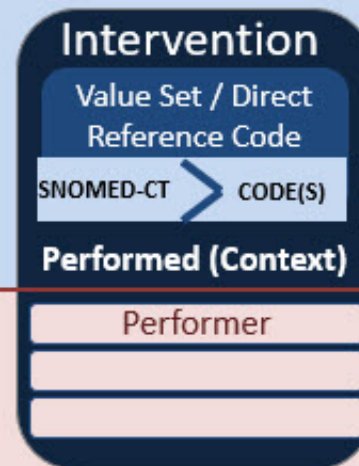 Intervention
Value Set / Direct
Reference Code
SNOMED-CT CODE(S)
Performed (Context)
Performer